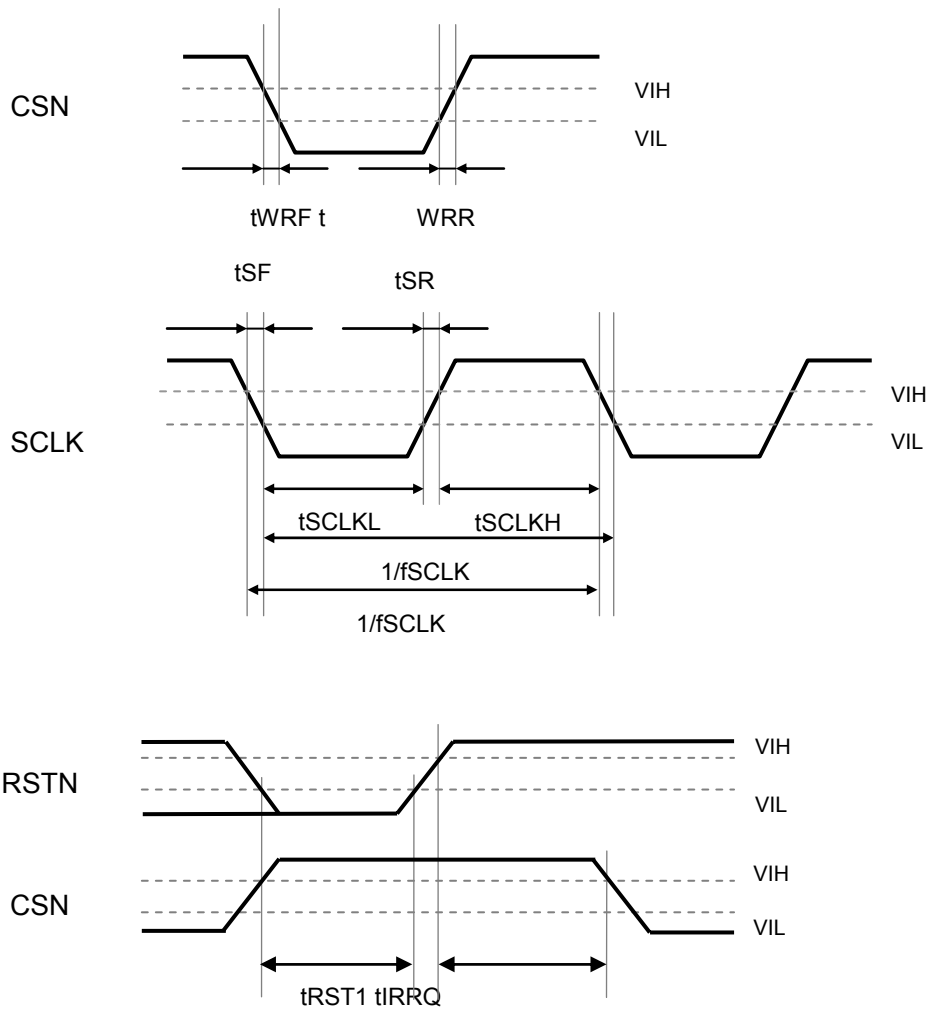 CSN
VIH
VIL
tWRF t
WRR
tSF
tSR
VIH
SCLK
VIL
tSCLKL
tSCLKH
1/fSCLK
1/fSCLK
VIH
RSTN
VIL
VIH
CSN
VIL
tRST1 tIRRQ